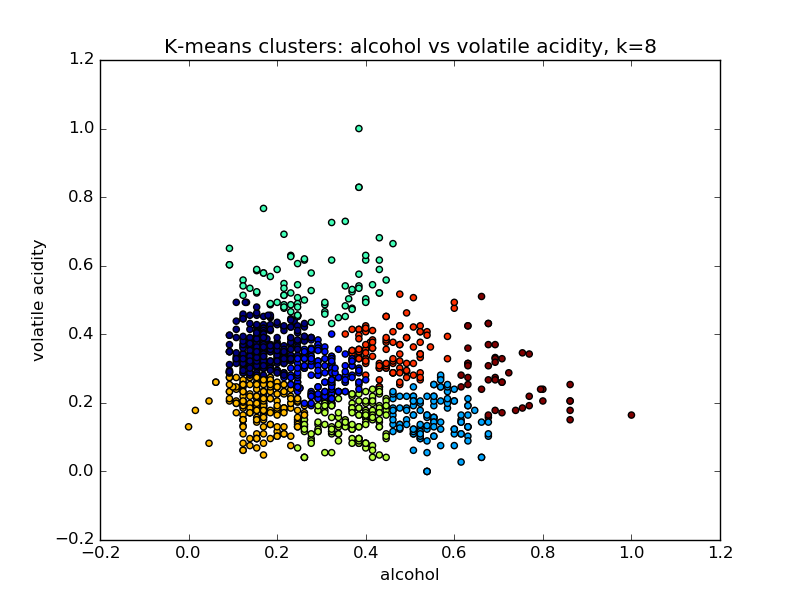 K-means clusters: alcohol vs volatile acidity, k=8
1.2
1.0
0.8
0.6
0.4
0.2
0.0
−0.2
volatile acidity
−0.2 0.0 0.2 0.4 0.6 0.8 1.0 1.2
alcohol